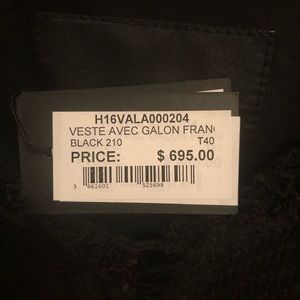 H16VALA000204
VESTE AVEC GALON FRAN
BLACK 210 T40
PRICE: $ 695.00
3 661601 525698